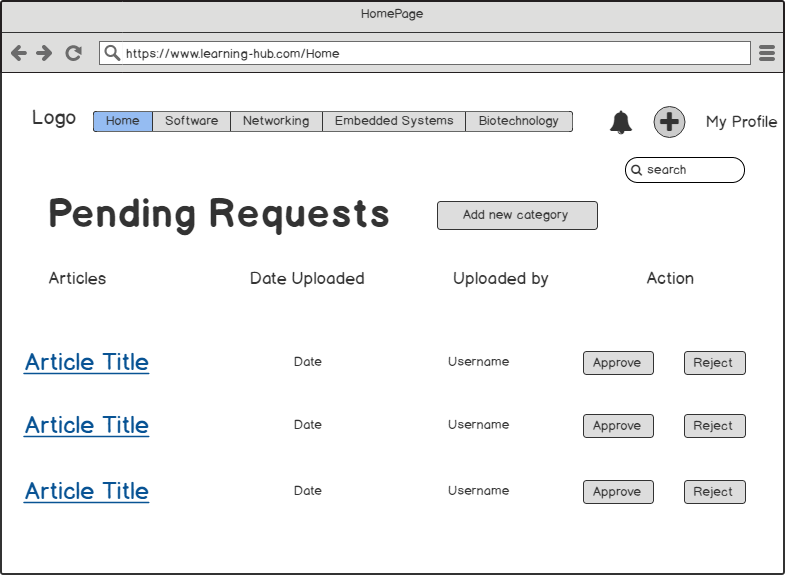 HomePage
https://www.learning-hub.com/Home
Logo Home Software Networking Embedded Systems Biotechnology My Profile
search
Pending Requests Add new category
Articles Date Uploaded Uploaded by Action
Article Title Date Username Approve Reject
Article Title Date Username Approve Reject
Article Title Date Username Approve Reject